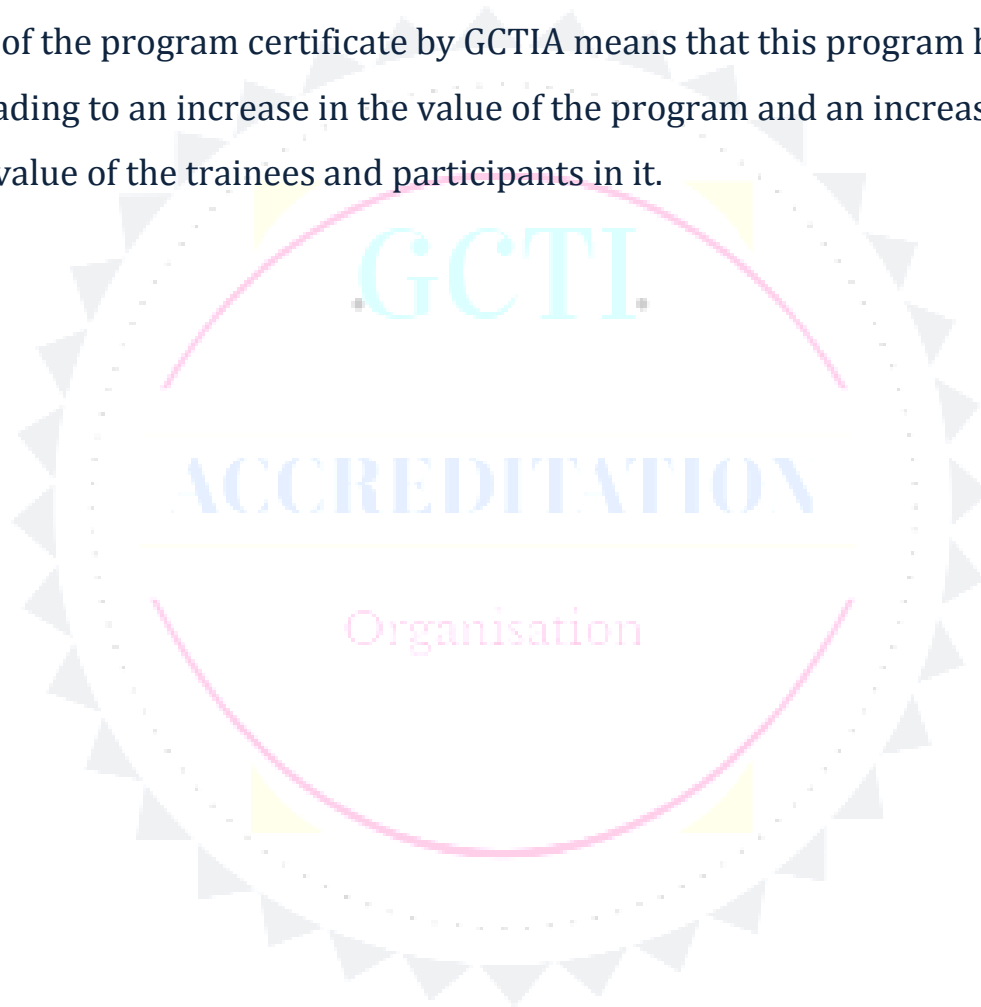 of the program certificate by GCTIA means that this program
ading to an increase in the value of the program and an
value of the trainees and participants in it.
GCTI
ACCREDITATION
Organisation